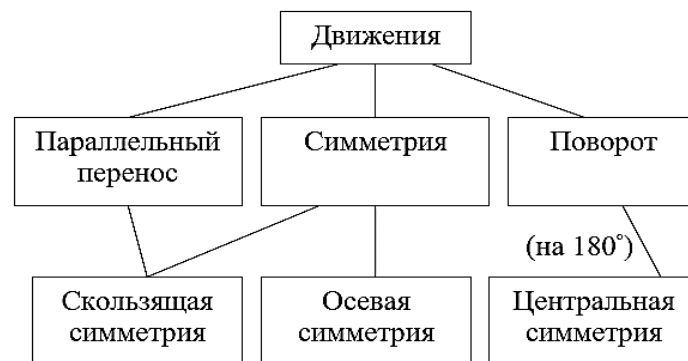 Движения
Параллельный
перенос
Симметрия
Поворот
(на 180°)
Скользящая
симметрия
Осевая
симметрия
Центральная
симметрия